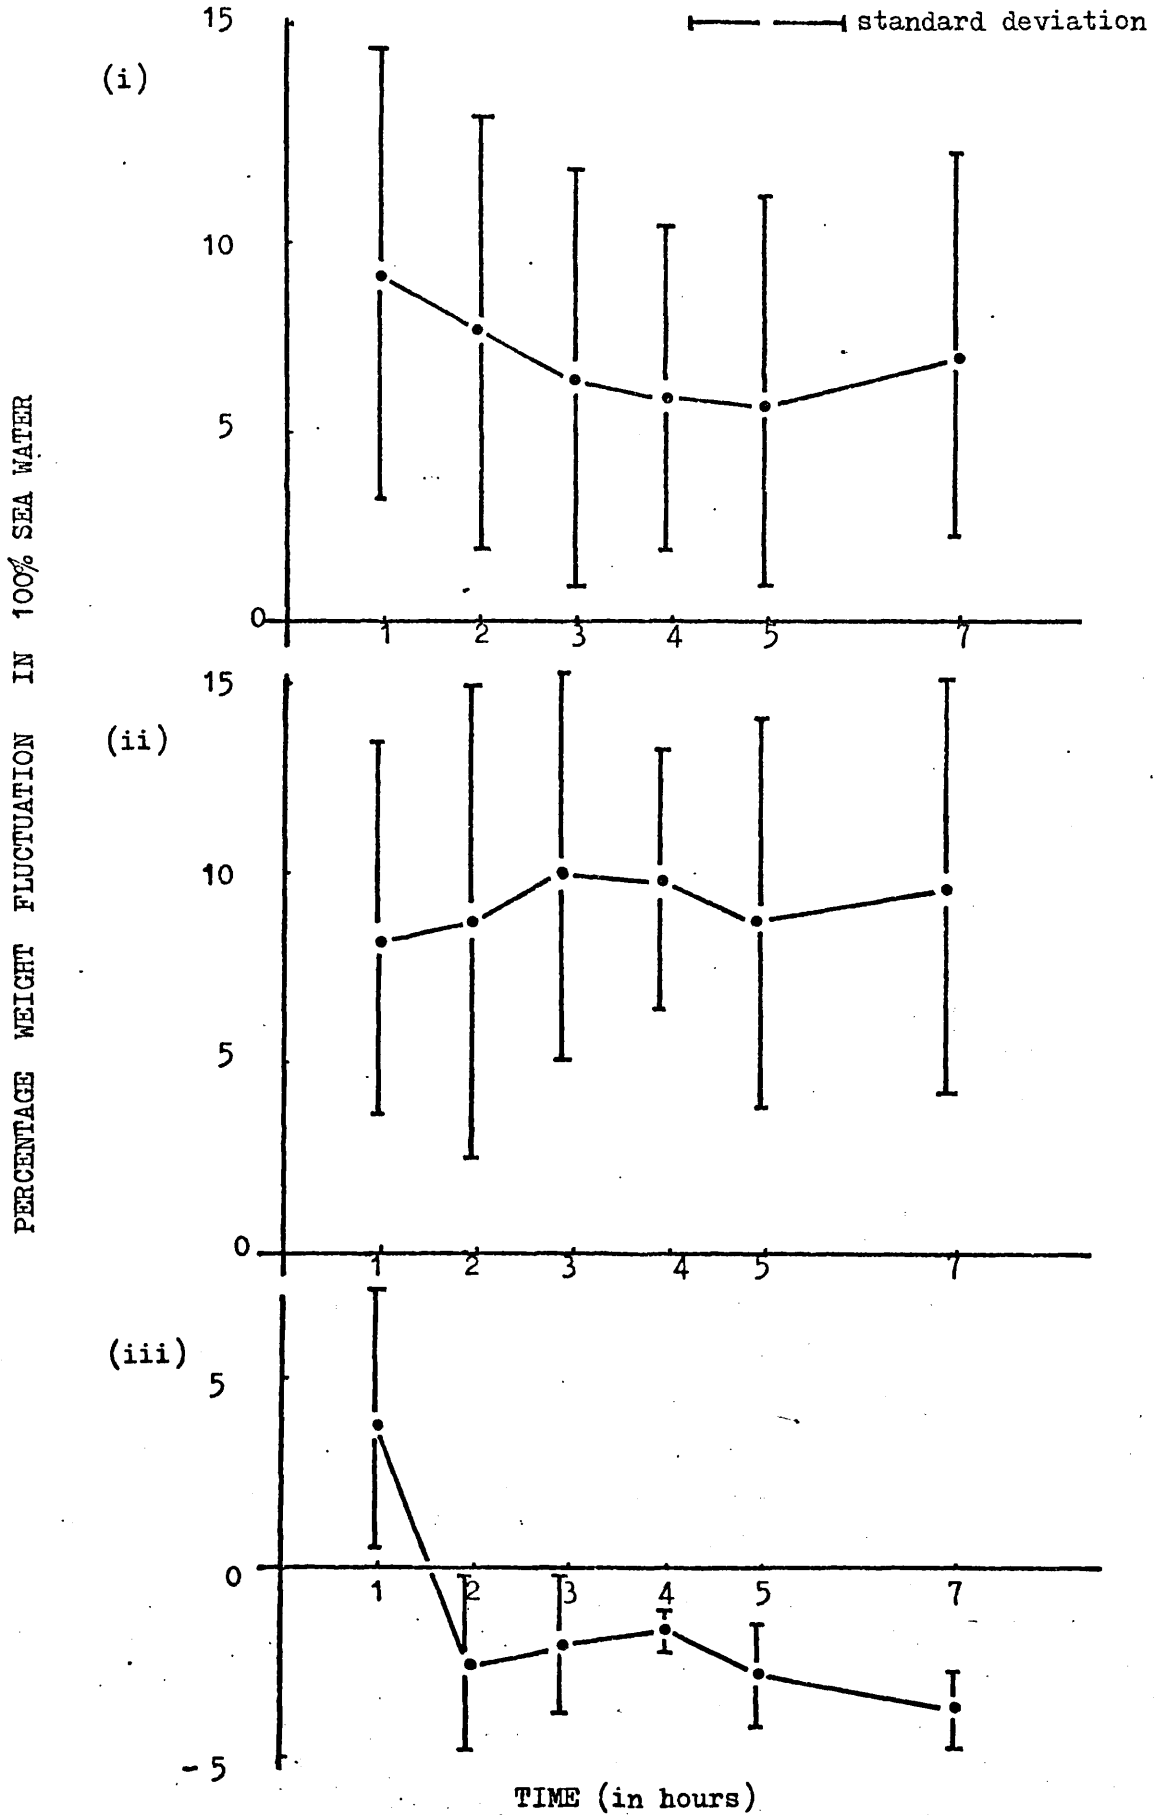 15
standard deviation
(i)
10
5
0
1 2 3 4 5 7
15
(ii)
10
5
0
1 2 3 4 5 7
(iii)
5
0
1 2 3 4 5 7
- 5
TIME (in hours)
PERCENTAGE WEIGHT FLUCTUATION IN 100% SEA WATER